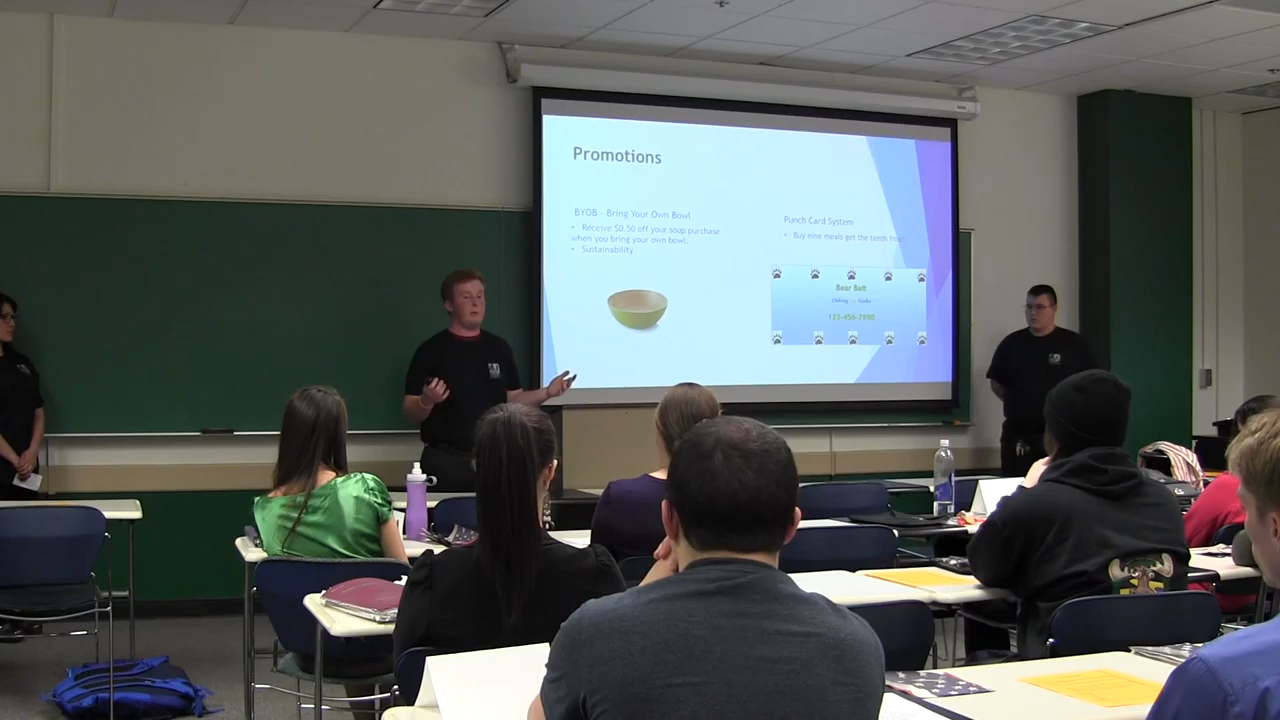 Promotions
BYOB - Bring Your Own Bowl
• Receive $0.50 off your soup purchase
when you bring your own bowl.
• Sustainability
Punch Card System
• Buy nine meals get the tenth free!
Bear Bait
123-456-7890